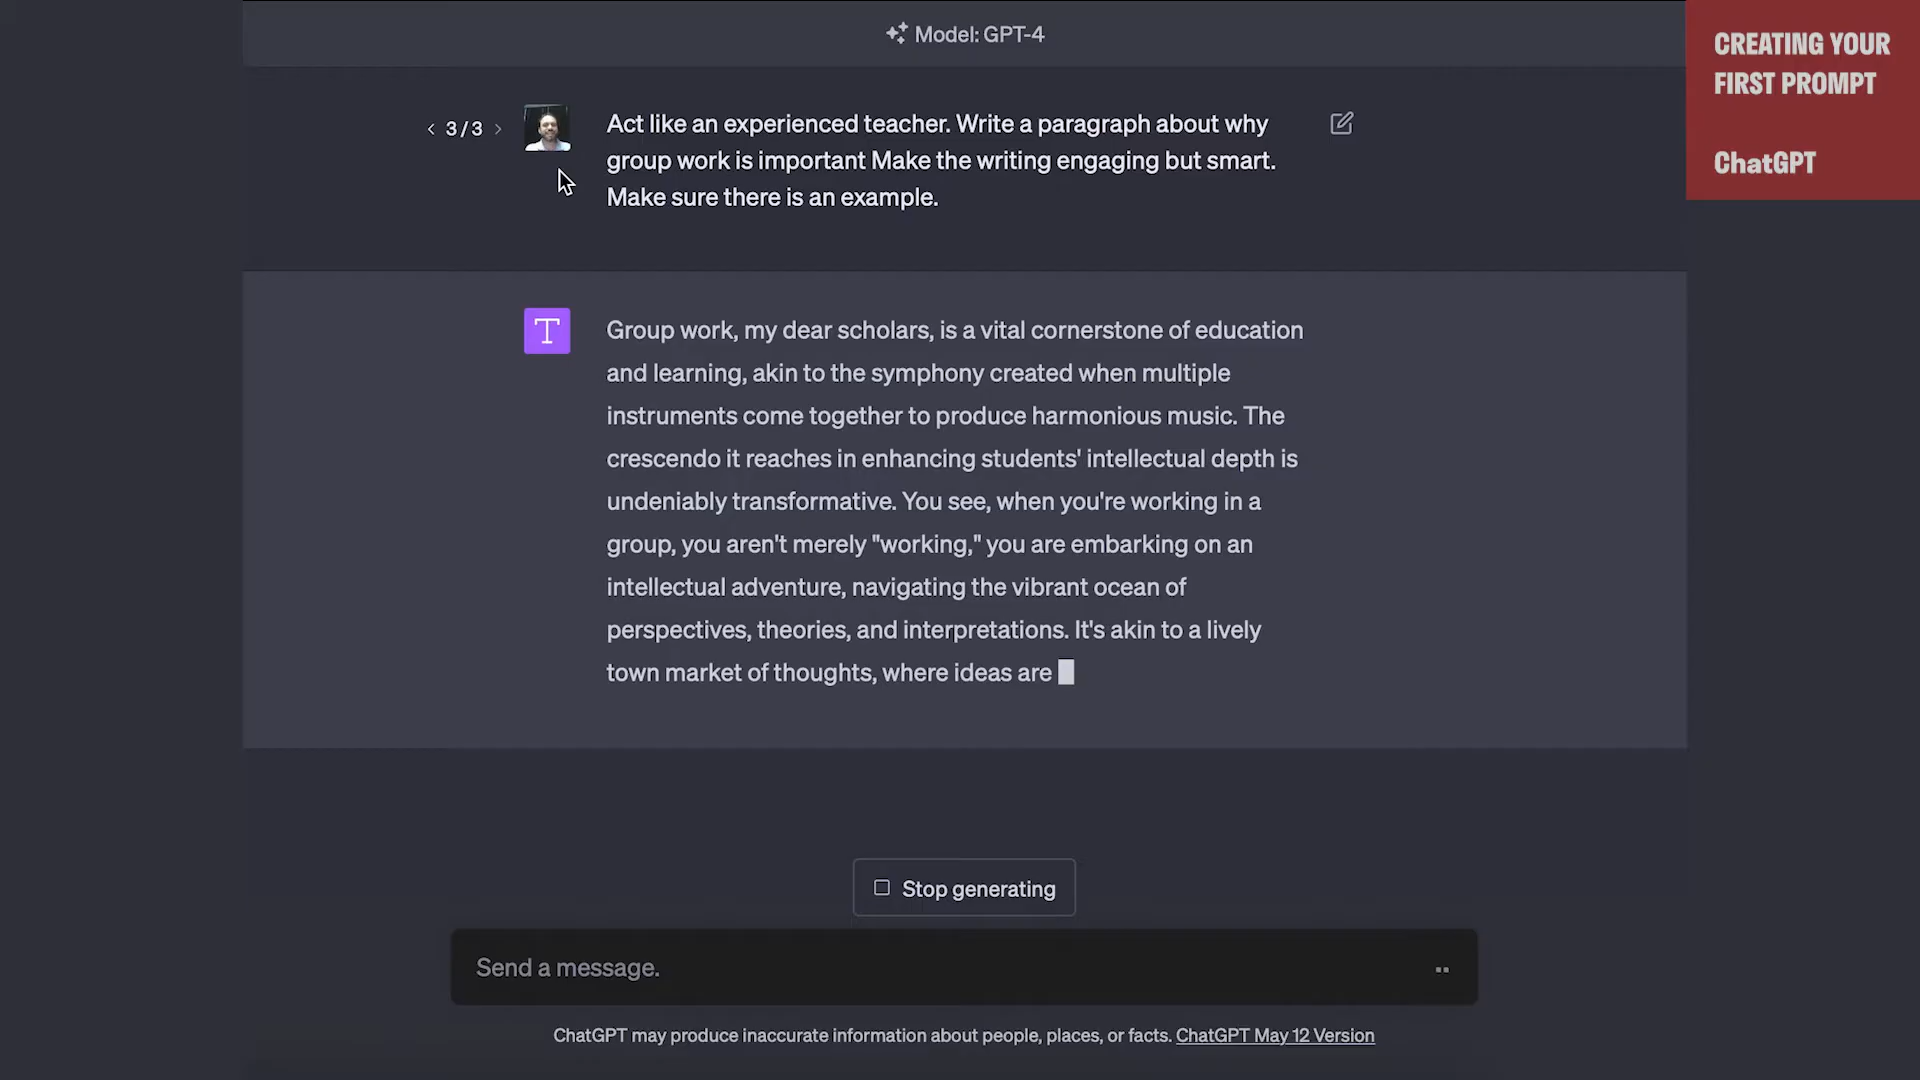 Model: GPT-4
CREATING YOUR
FIRST PROMPT
ChatGPT
< 3 / 3 >
Act like an experienced teacher. Write a paragraph about why
group work is important Make the writing engaging but smart.
Make sure there is an example.
T
Group work, my dear scholars, is a vital cornerstone of education
and learning, akin to the symphony created when multiple
instruments come together to produce harmonious music. The
crescendo it reaches in enhancing students' intellectual depth is
undeniably transformative. You see, when you're working in a
group, you aren't merely "working," you are embarking on an
intellectual adventure, navigating the vibrant ocean of
perspectives, theories, and interpretations. It's akin to a lively
town market of thoughts, where ideas are
Stop generating
Send a message.
ChatGPT may produce inaccurate information about people, places, or facts. ChatGPT May 12 Version